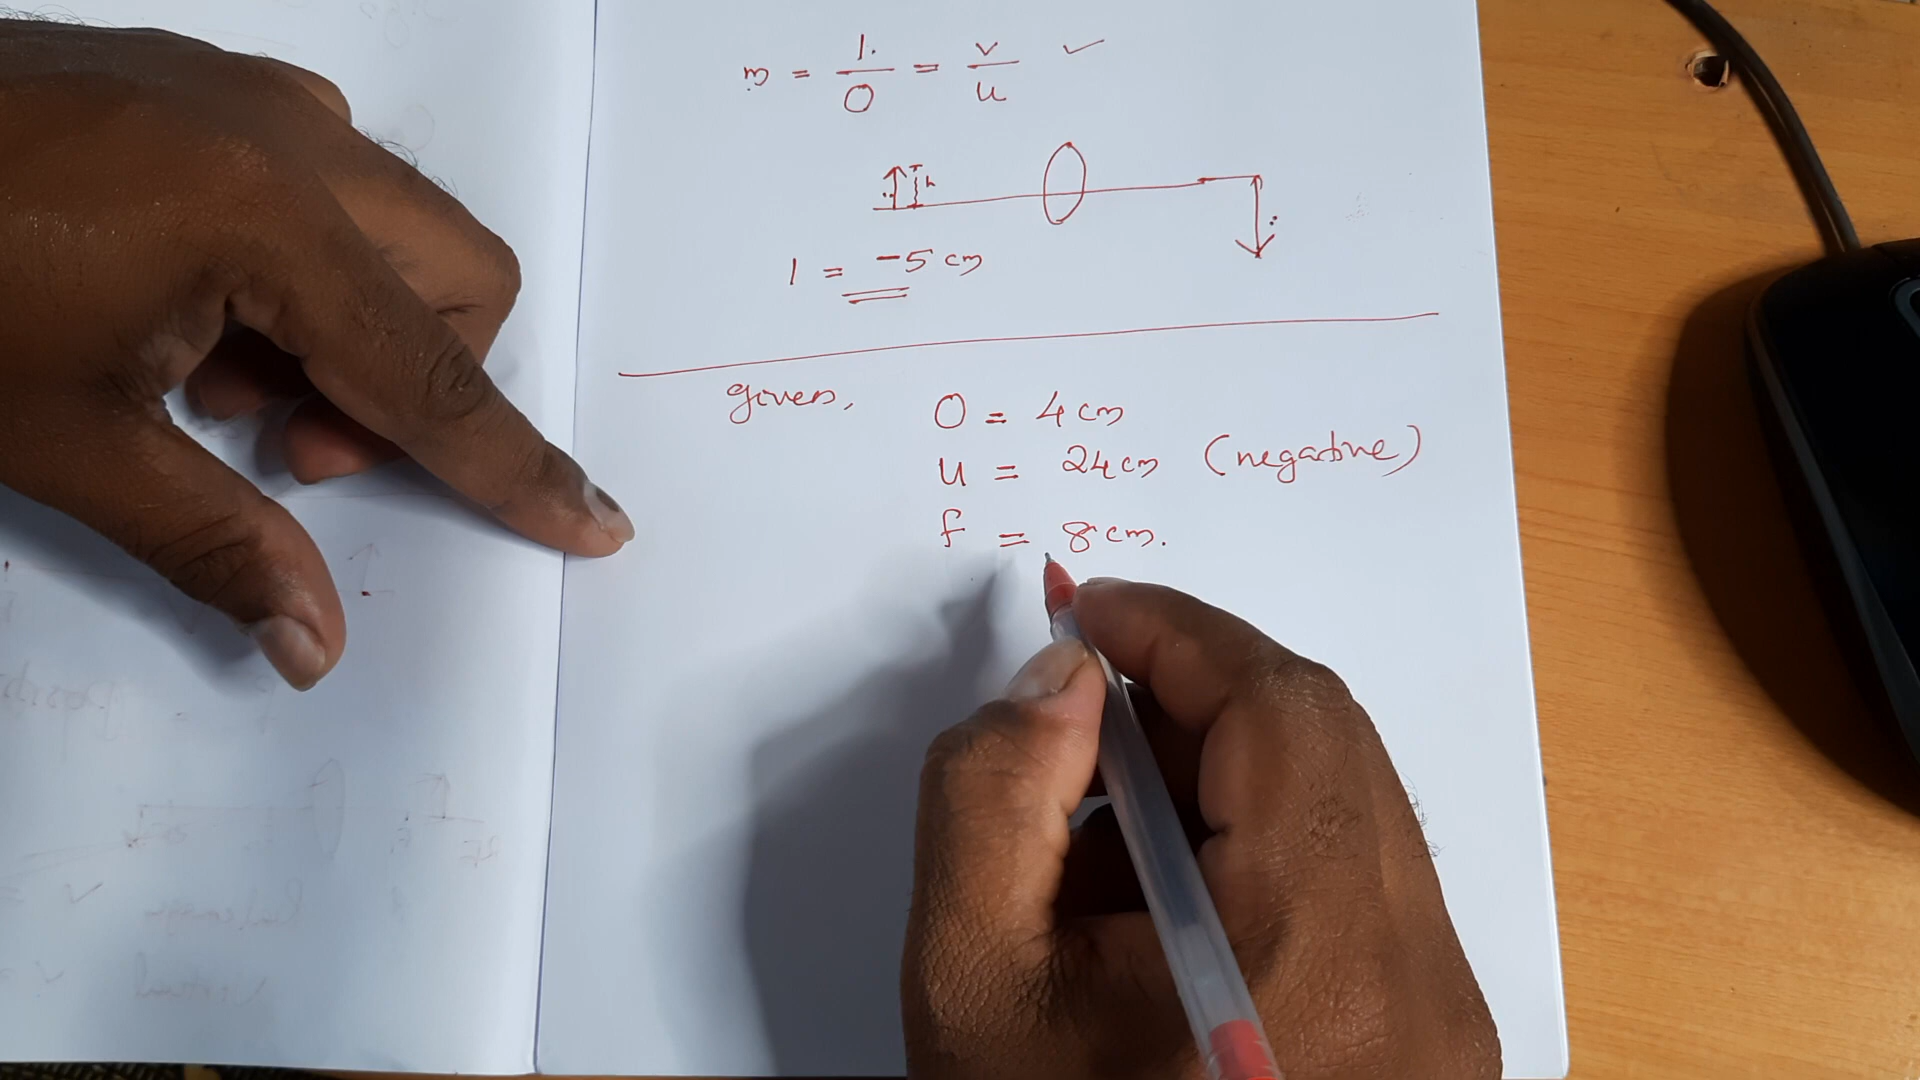 m = I/O = v/u ✓
h
I = -5 cm
given, O = 4 cm
u = 24 cm (negative)
f = 8 cm.